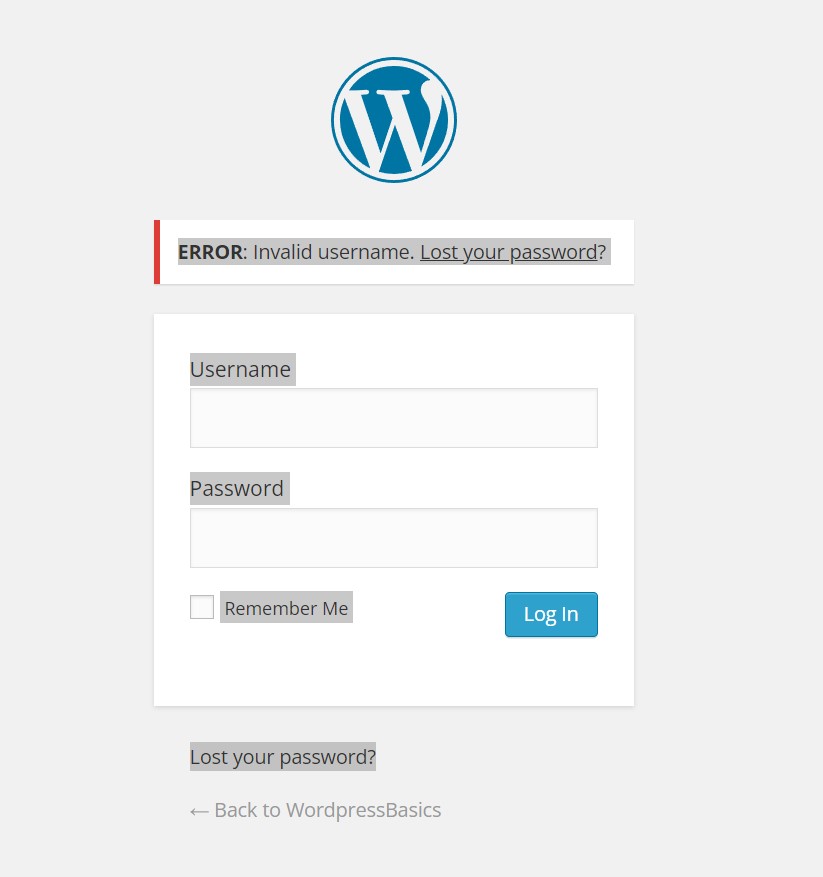 ERROR: Invalid username. Lost your password?
Username
Password
Remember Me
Log In
Lost your password?
← Back to WordpressBasics